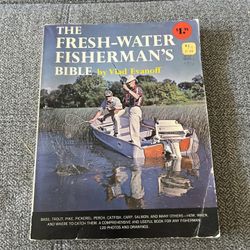 THE
FRESH-WATER
FISHERMAN'S
BIBLE by Vlad Evanoff
BASS, TROUT, PIKE, PICKEREL, PERCH, CATFISH, CARP, SALMON, AND MANY OTHERS—HOW, WHEN,
AND WHERE TO CATCH THEM. A COMPREHENSIVE AND USEFUL BOOK FOR ANY FISHERMAN.
120 PHOTOS AND DRAWINGS.